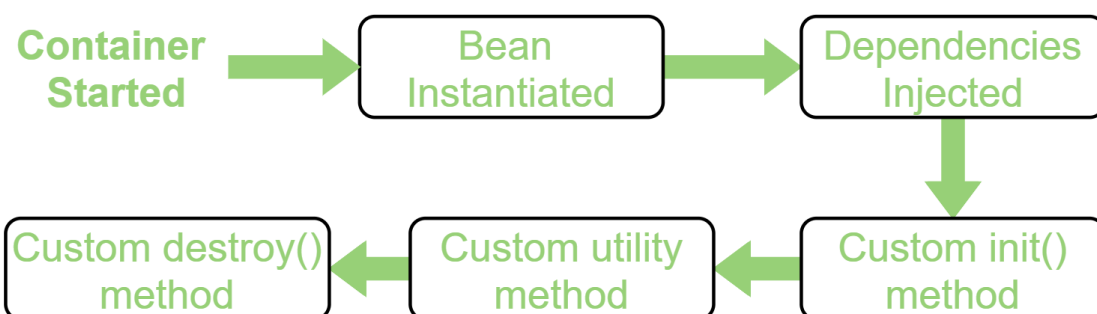 Container
Started
Bean
Instantiated
Dependencies
Injected
Custom init()
method
Custom utility
method
Custom destroy()
method